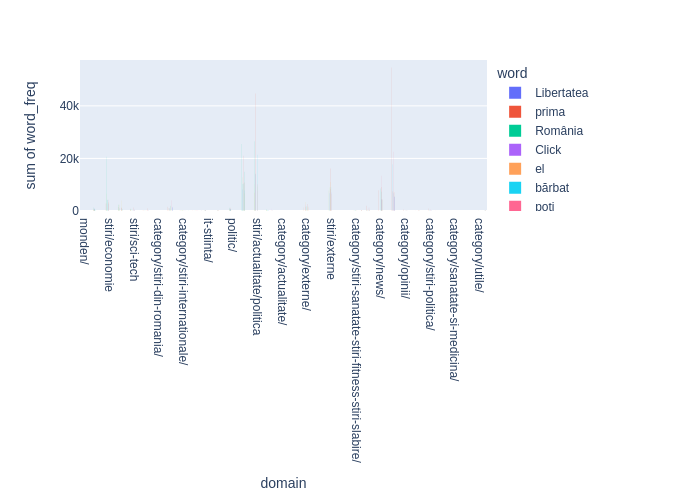 sum of word_freq
40k
20k
0
monden/
stiri/economie
stiri/sci-tech
category/stiri-din-romania/
category/stiri-internationale/
it-stiinta/
politic/
stiri/actualitate/politica
category/actualitate/
category/externe/
stiri/externe
category/stiri-sanatate-stiri-fitness-stiri-slabire/
category/news/
category/opinii/
category/stiri-politica/
category/sanatate-si-medicina/
category/utile/
domain
word
Libertatea
prima
România
Click
el
bărbat
poti